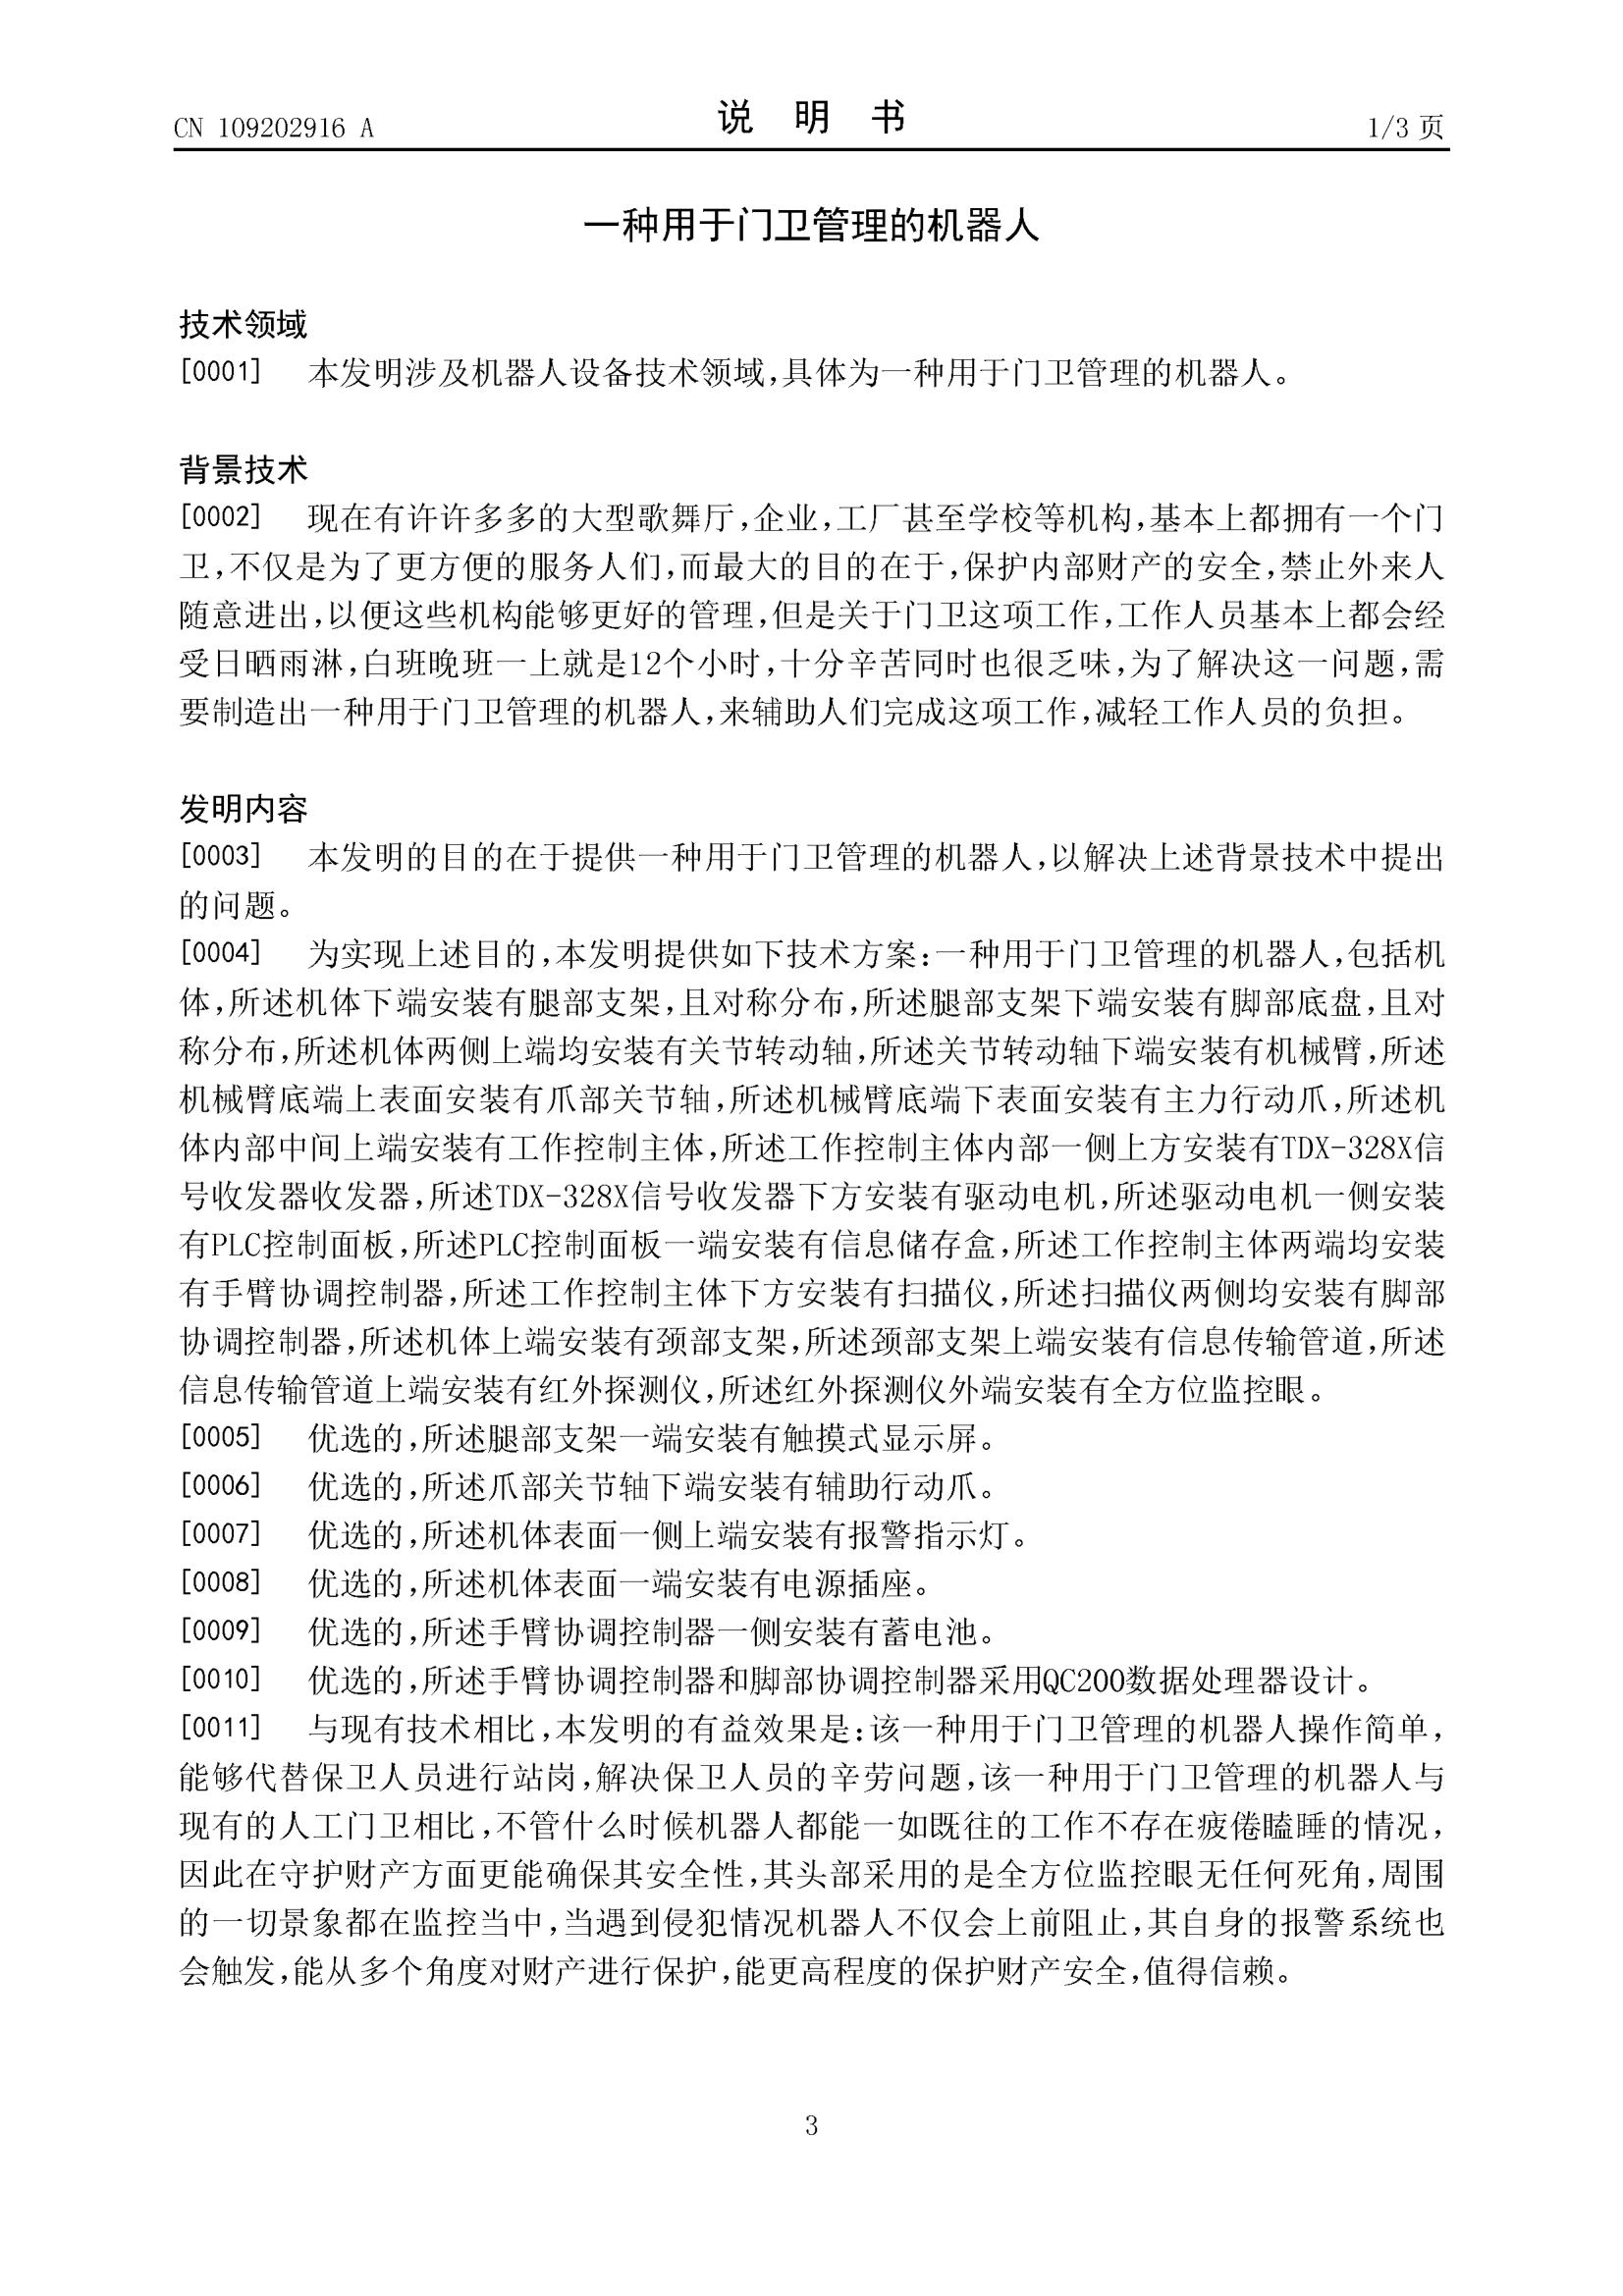 CN 109202916 A
说 明 书
1/3 页
一种用于门卫管理的机器人
技术领域
[0001] 本发明涉及机器人设备技术领域,具体为一种用于门卫管理的机器人。
背景技术
[0002] 现在有许许多多的大型歌舞厅,企业,工厂甚至学校等机构,基本上都拥有一个门
卫,不仅是为了更方便的服务人们,而最大的目的在于,保护内部财产的安全,禁止外来人
随意进出,以便这些机构能够更好的管理,但是关于门卫这项工作,工作人员基本上都会经
受日晒雨淋,白班晚班一上就是12个小时,十分辛苦同时也很乏味,为了解决这一问题,需
要制造出一种用于门卫管理的机器人,来辅助人们完成这项工作,减轻工作人员的负担。
发明内容
[0003] 本发明的目的在于提供一种用于门卫管理的机器人,以解决上述背景技术中提出
的问题。
[0004] 为实现上述目的,本发明提供如下技术方案:一种用于门卫管理的机器人,包括机
体,所述机体下端安装有腿部支架,且对称分布,所述腿部支架下端安装有脚部底盘,且对
称分布,所述机体两侧上端均安装有关节转动轴,所述关节转动轴下端安装有机械臂,所述
机械臂底端上表面安装有爪部关节轴,所述机械臂底端下表面安装有主力行动爪,所述机
体内部中间上端安装有工作控制主体,所述工作控制主体内部一侧上方安装有TDX-328X信
号收发器收发器,所述TDX-328X信号收发器下方安装有驱动电机,所述驱动电机一侧安装
有PLC控制面板,所述PLC控制面板一端安装有信息储存盒,所述工作控制主体两端均安装
有手臂协调控制器,所述工作控制主体下方安装有扫描仪,所述扫描仪两侧均安装有脚部
协调控制器,所述机体上端安装有颈部支架,所述颈部支架上端安装有信息传输管道,所述
信息传输管道上端安装有红外探测仪,所述红外探测仪外端安装有全方位监控眼。
[0005] 优选的,所述腿部支架一端安装有触摸式显示屏。
[0006] 优选的,所述爪部关节轴下端安装有辅助行动爪。
[0007] 优选的,所述机体表面一侧上端安装有报警指示灯。
[0008] 优选的,所述机体表面一端安装有电源插座。
[0009] 优选的,所述手臂协调控制器一侧安装有蓄电池。
[0010] 优选的,所述手臂协调控制器和脚部协调控制器采用QC200数据处理器设计。
[0011] 与现有技术相比,本发明的有益效果是:该一种用于门卫管理的机器人操作简单,
能够代替保卫人员进行站岗,解决保卫人员的辛劳问题,该一种用于门卫管理的机器人与
现有的人工门卫相比,不管什么时候机器人都能一如既往的工作不存在疲倦瞌睡的情况,
因此在守护财产方面更能确保其安全性,其头部采用的是全方位监控眼无任何死角,周围
的一切景象都在监控当中,当遇到侵犯情况机器人不仅会上前阻止,其自身的报警系统也
会触发,能从多个角度对财产进行保护,能更高程度的保护财产安全,值得信赖。
3